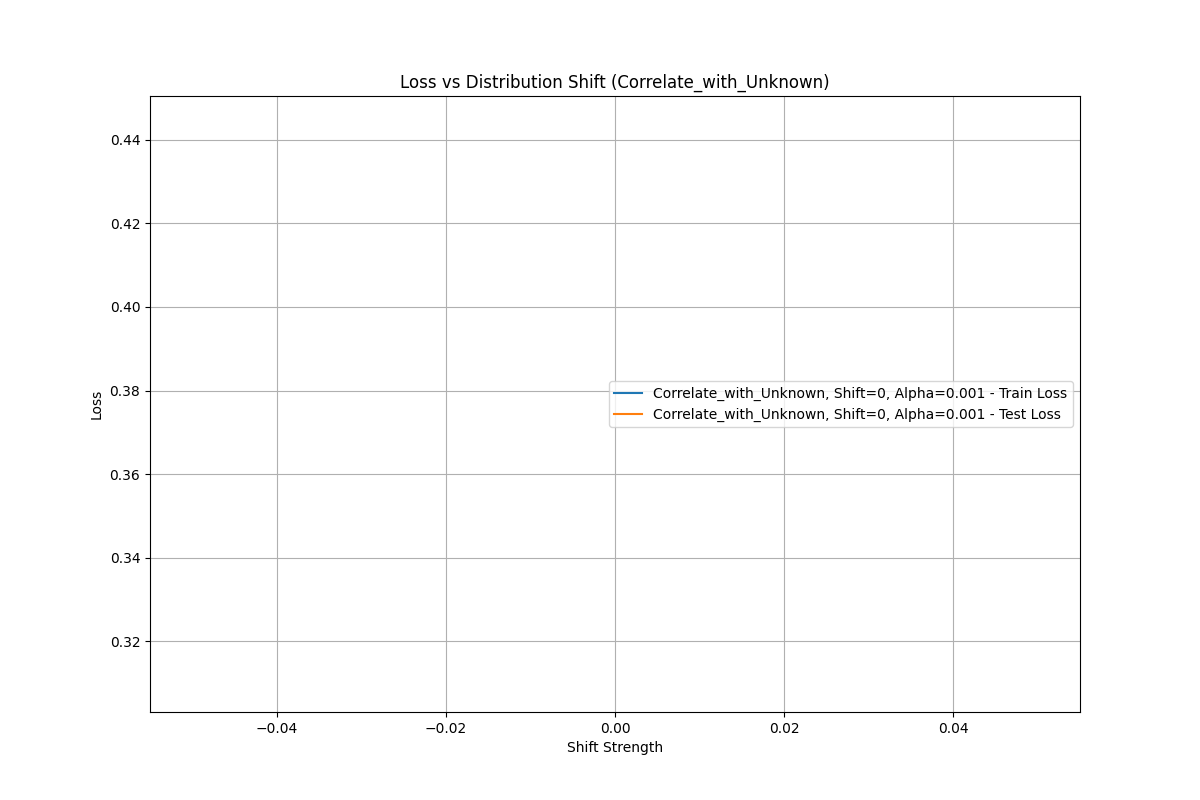 Loss vs Distribution Shift (Correlate_with_Unknown)
0.44
0.42
0.40
0.38
0.36
0.34
0.32
Loss
Correlate_with_Unknown, Shift=0, Alpha=0.001 - Train Loss
Correlate_with_Unknown, Shift=0, Alpha=0.001 - Test Loss
−0.04 −0.02 0.00 0.02 0.04
Shift Strength